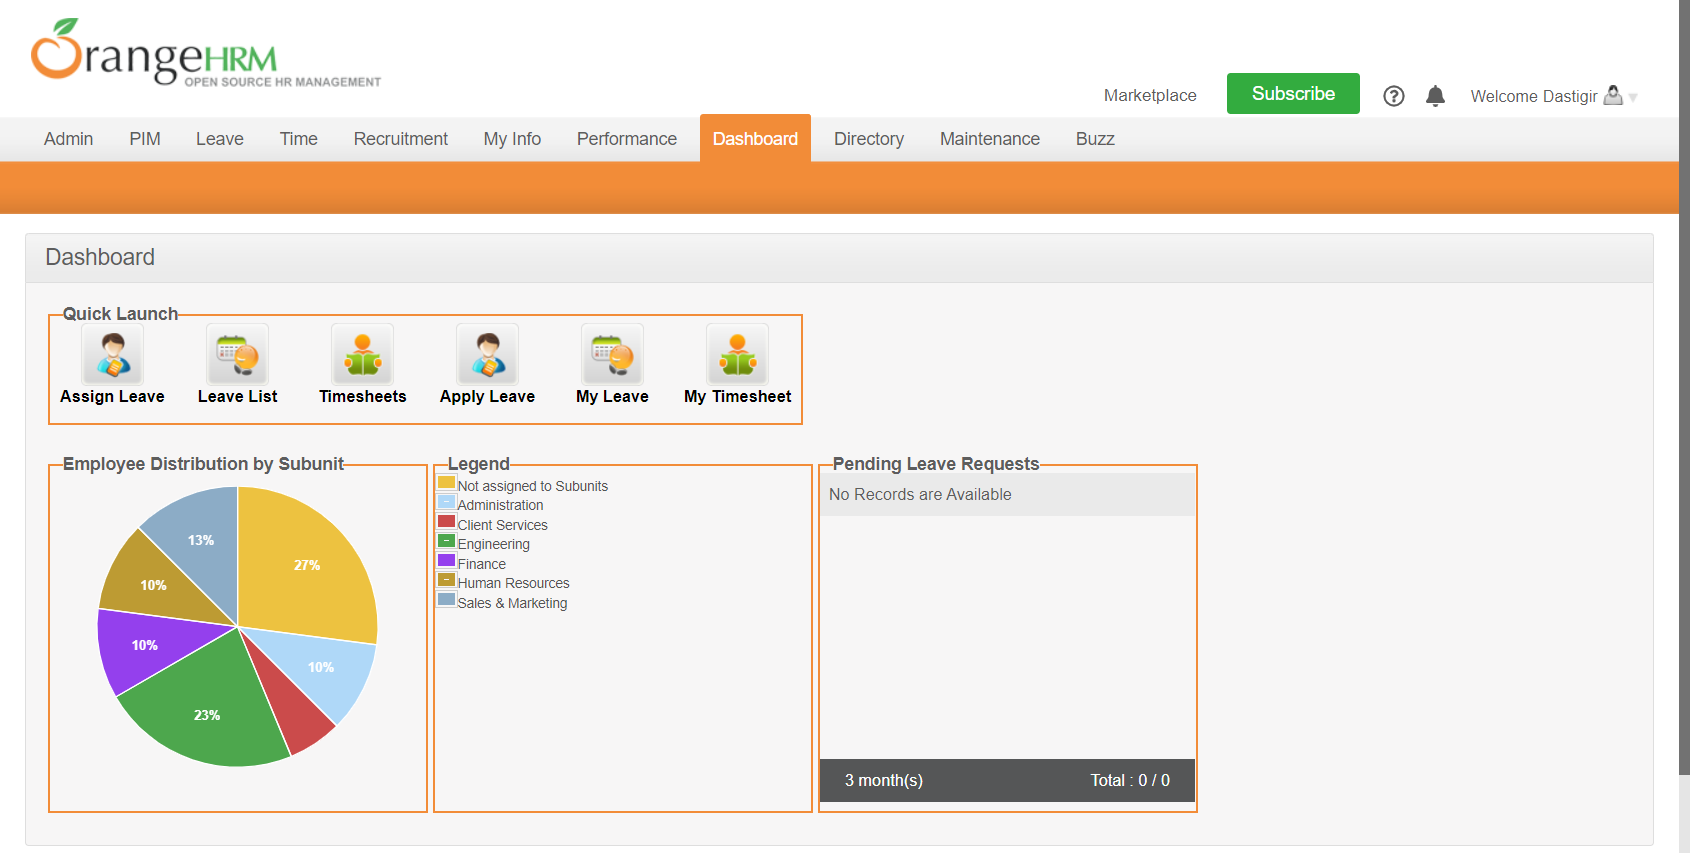 OrangeHRM
OPEN SOURCE HR MANAGEMENT
Marketplace
Subscribe
?
Welcome Dastigir
Admin PIM Leave Time Recruitment My Info Performance Dashboard Directory Maintenance Buzz
Dashboard
Quick Launch
Assign Leave Leave List Timesheets Apply Leave My Leave My Timesheet
Employee Distribution by Subunit
13%
27%
10%
10%
10%
23%
Legend
Not assigned to Subunits
Administration
Client Services
Engineering
Finance
Human Resources
Sales & Marketing
Pending Leave Requests
No Records are Available
3 month(s) Total : 0 / 0